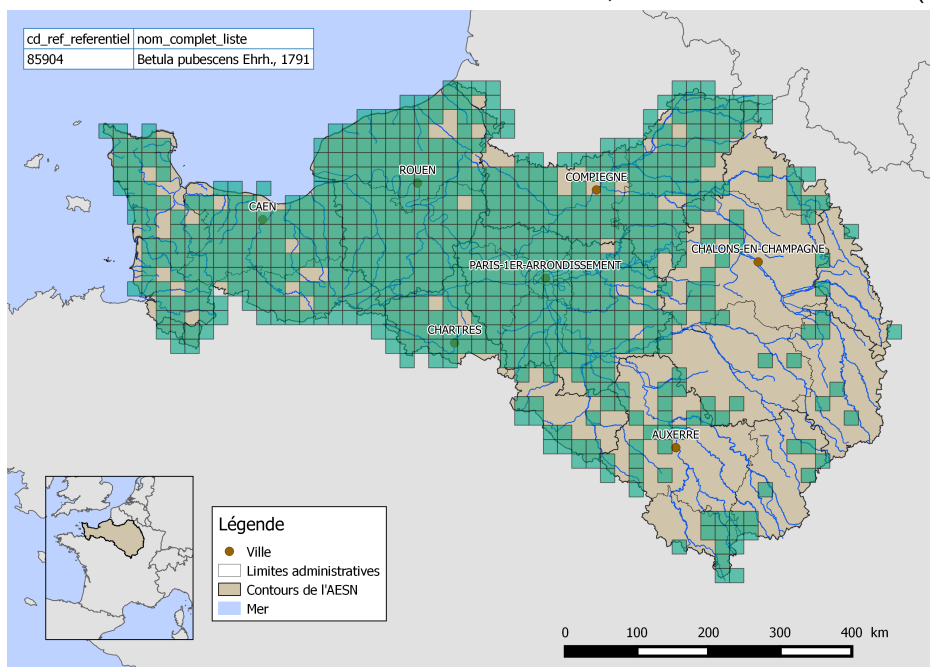 cd_ref_referentiel nom_complet_liste
85904 Betula pubescens Ehrh., 1791
ROUEN
COMPIEGNE
CAEN
CHALONS-EN-CHAMPAGNE
PARIS-1ER-ARRONDISSEMENT
CHARTRES
AUXERRE
Légende
Ville
Limites administratives
Contours de l'AESN
Mer
0 100 200 300 400 km